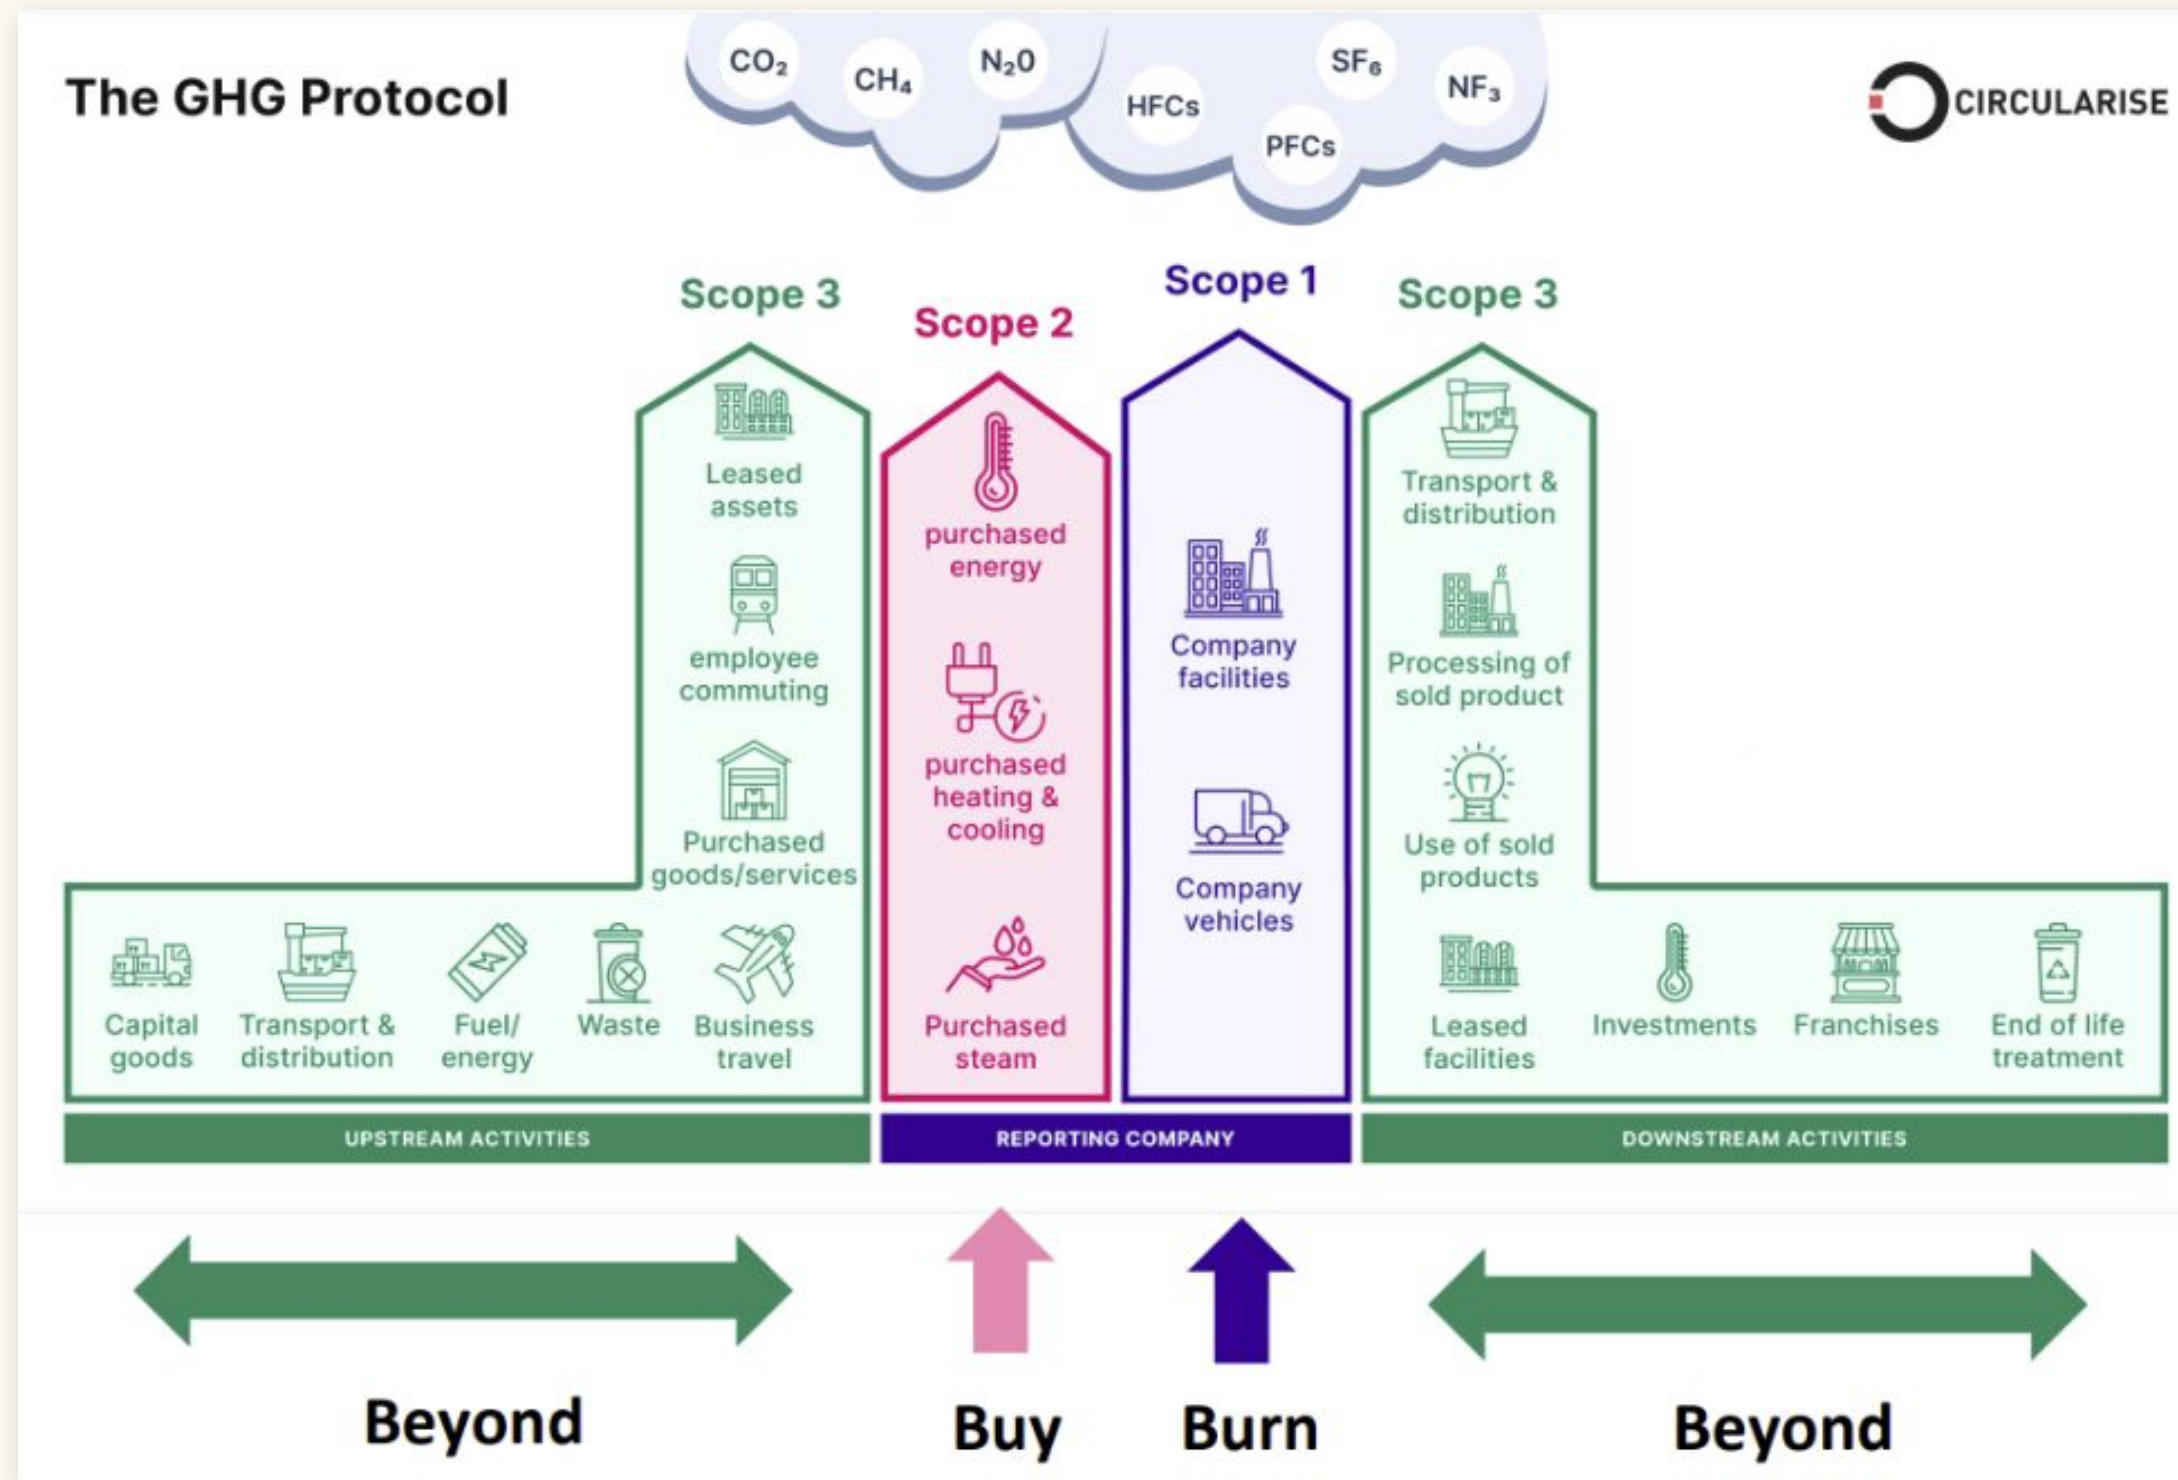 The GHG Protocol
CO₂
CH₄
N₂0
HFCs
SF₆
PFCs
NF₃
CIRCULARISE
Scope 3
Leased
assets
employee
commuting
Purchased
goods/services
Capital
goods
Transport &
distribution
Fuel/
energy
Waste
Business
travel
UPSTREAM ACTIVITIES
Scope 2
purchased
energy
purchased
heating &
cooling
Purchased
steam
Scope 1
Company
facilities
Company
vehicles
REPORTING COMPANY
Scope 3
Transport &
distribution
Processing of
sold product
Use of sold
products
Leased
facilities
Investments
Franchises
End of life
treatment
DOWNSTREAM ACTIVITIES
Beyond
Buy
Burn
Beyond